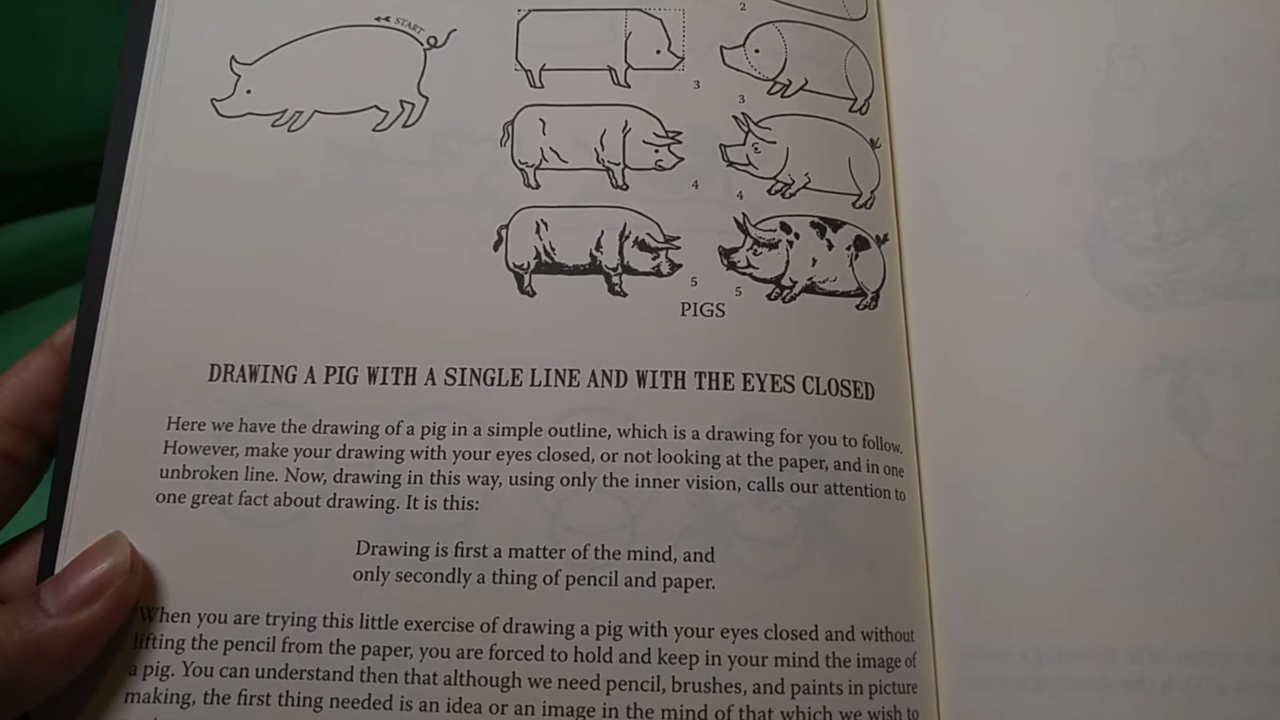 START
2
3
3
4
4
5
5
PIGS
DRAWING A PIG WITH A SINGLE LINE AND WITH THE EYES CLOSED
Here we have the drawing of a pig in a simple outline, which is a drawing for you to follow.
However, make your drawing with your eyes closed, or not looking at the paper, and in one
unbroken line. Now, drawing in this way, using only the inner vision, calls our attention to
one great fact about drawing. It is this:
Drawing is first a matter of the mind, and
only secondly a thing of pencil and paper.
When you are trying this little exercise of drawing a pig with your eyes closed and without
lifting the pencil from the paper, you are forced to hold and keep in your mind the image of
a pig. You can understand then that although we need pencil, brushes, and paints in picture
making, the first thing needed is an idea or an image in the mind of that which we wish to